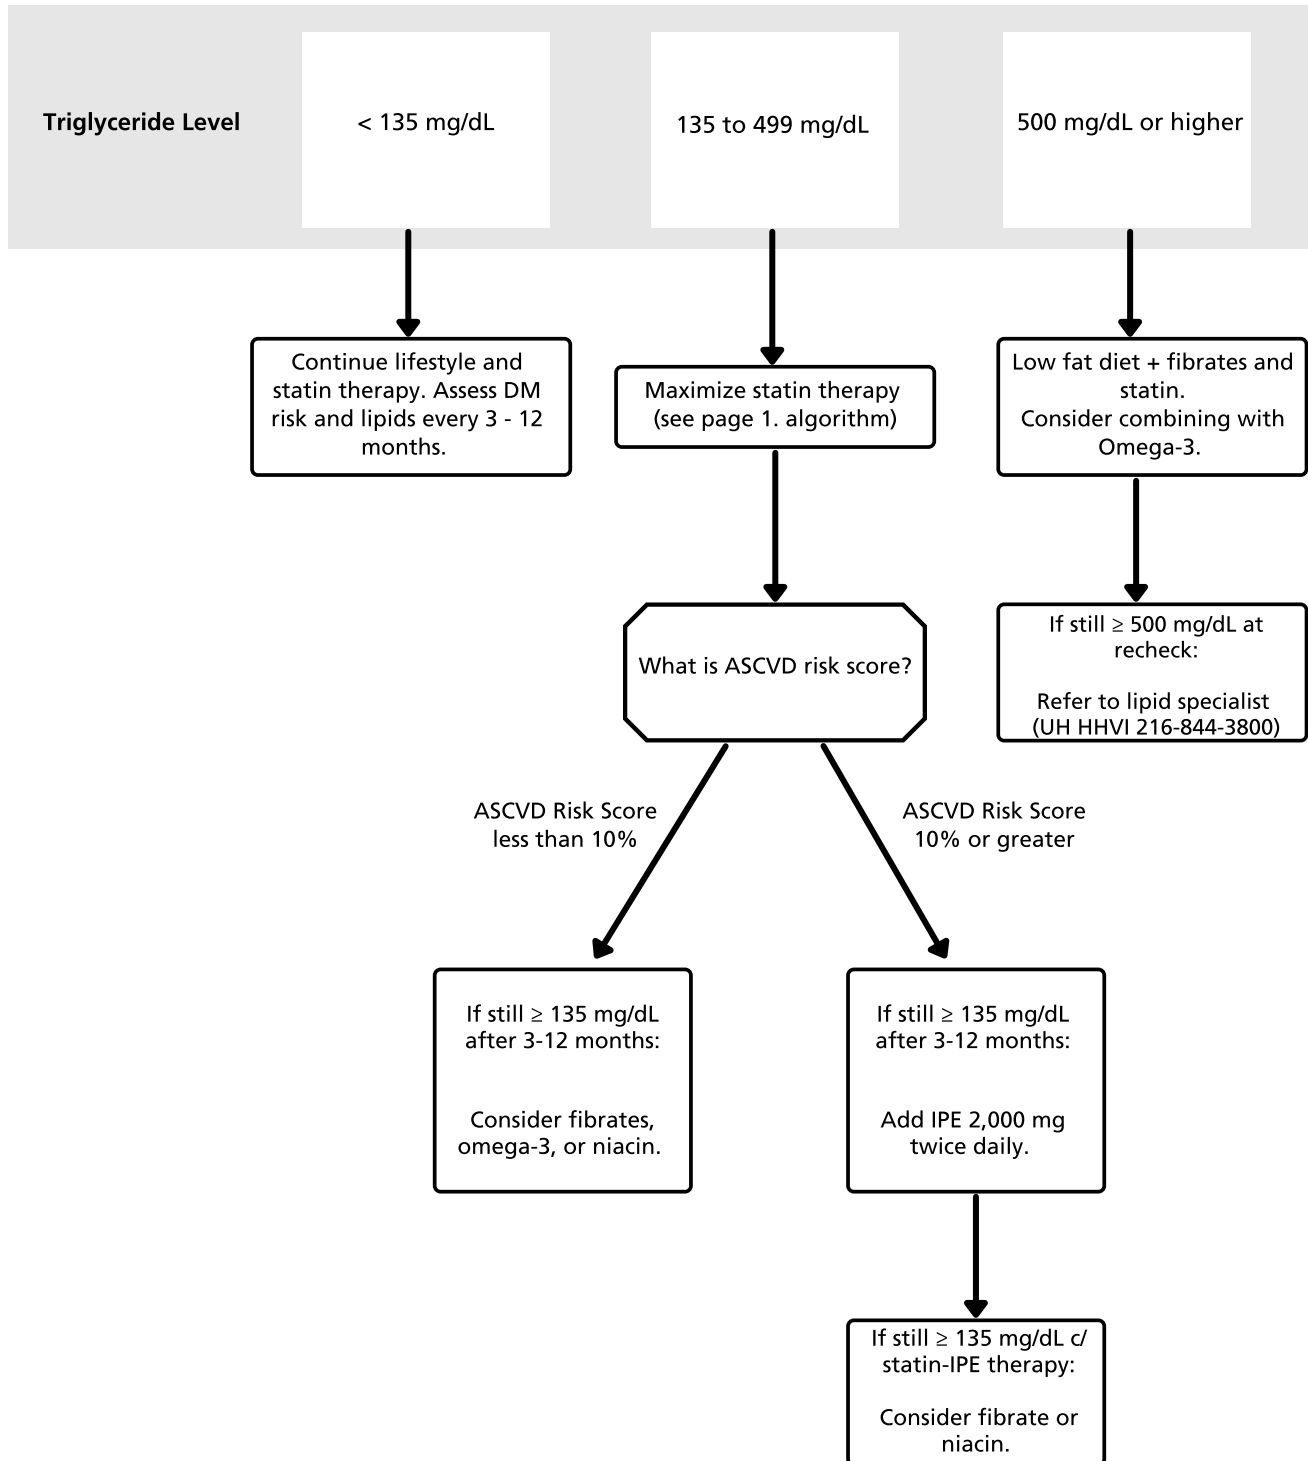 Triglyceride Level
< 135 mg/dL
135 to 499 mg/dL
500 mg/dL or higher
Continue lifestyle and
statin therapy. Assess DM
risk and lipids every 3 - 12
months.
Maximize statin therapy
(see page 1. algorithm)
Low fat diet + fibrates and
statin.
Consider combining with
Omega-3.
What is ASCVD risk score?
If still ≥ 500 mg/dL at
recheck:
Refer to lipid specialist
(UH HHVI 216-844-3800)
ASCVD Risk Score
less than 10%
ASCVD Risk Score
10% or greater
If still ≥ 135 mg/dL
after 3-12 months:
Consider fibrates,
omega-3, or niacin.
If still ≥ 135 mg/dL
after 3-12 months:
Add IPE 2,000 mg
twice daily.
If still ≥ 135 mg/dL c/
statin-IPE therapy:
Consider fibrate or
niacin.